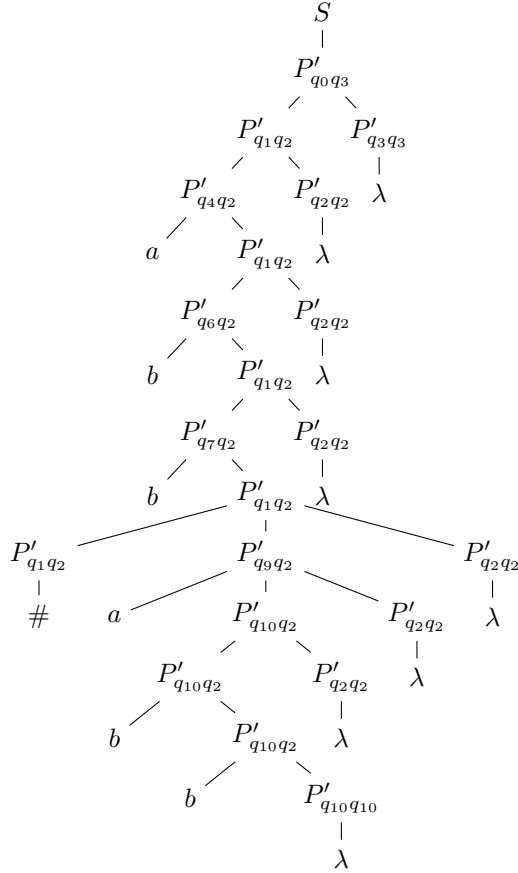 S
P′_{q₀q₃}
P′_{q₁q₂} P′_{q₃q₃}
P′_{q₄q₂} P′_{q₂q₂} λ
a P′_{q₁q₂} λ
P′_{q₆q₂} P′_{q₂q₂}
b P′_{q₁q₂} λ
P′_{q₇q₂} P′_{q₂q₂}
b P′_{q₁q₂} λ
P′_{q₁q₂} P′_{q₉q₂} P′_{q₂q₂}
# a P′_{q₁₀q₂} P′_{q₂q₂} λ
P′_{q₁₀q₂} P′_{q₂q₂} λ
b P′_{q₁₀q₂} λ
b P′_{q₁₀q₁₀}
λ